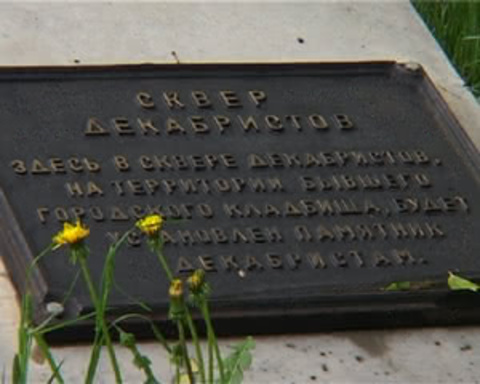 СКВЕР
ДЕКАБРИСТОВ
ЗДЕСЬ В СКВЕРЕ ДЕКАБРИСТОВ,
НА ТЕРРИТОРИИ БЫВШЕГО
ГОРОДСКОГО КЛАДБИЩА, БУДЕТ
УСТАНОВЛЕН ПАМЯТНИК
ДЕКАБРИСТАМ.